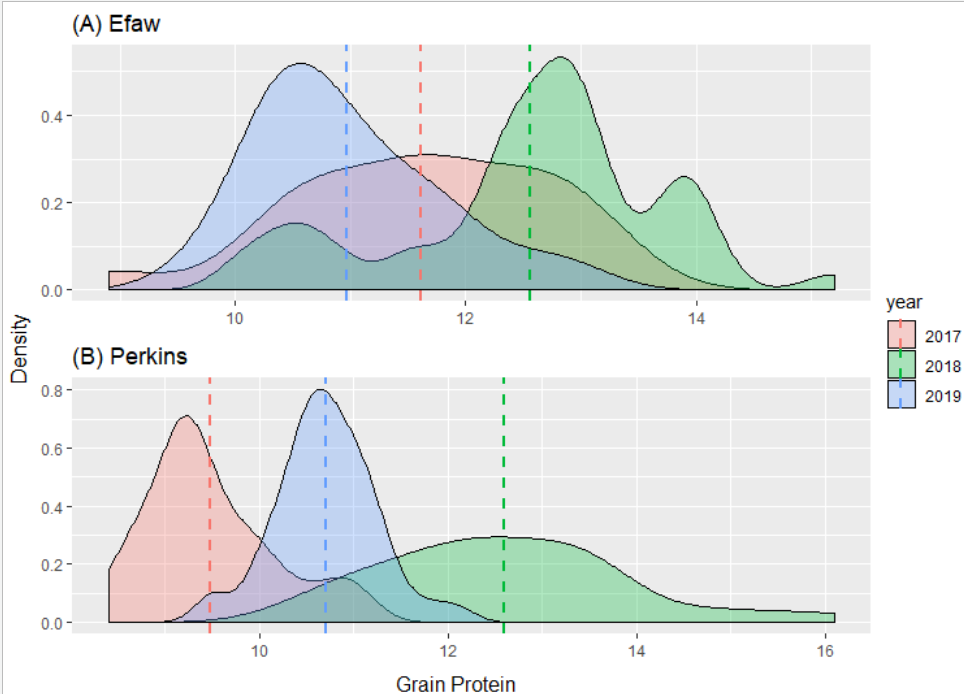 (A) Efaw
0.4
0.2
0.0
10 12 14
(B) Perkins
0.8
0.6
0.4
0.2
0.0
10 12 14 16
Density
Grain Protein
year
2017
2018
2019